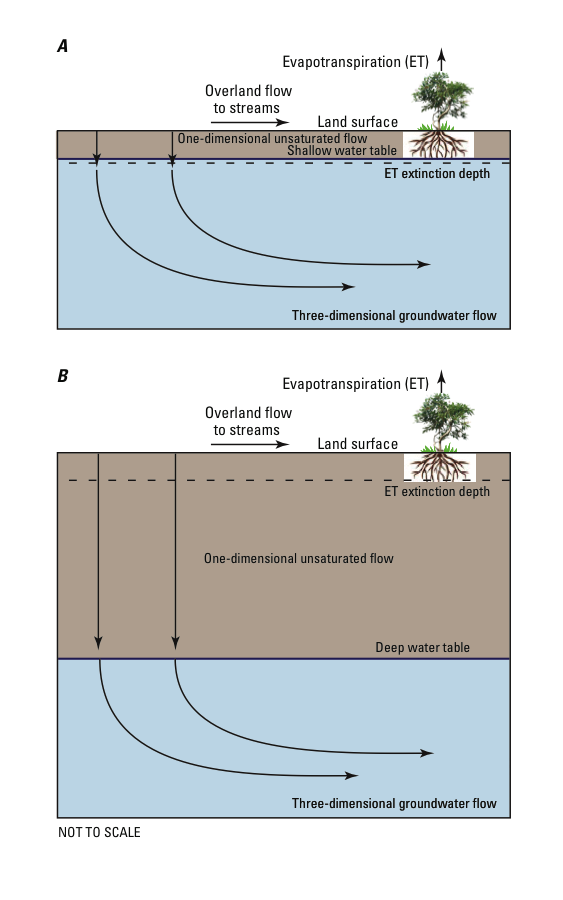 A
Evapotranspiration (ET)
Overland flow
to streams
Land surface
One-dimensional unsaturated flow
Shallow water table
ET extinction depth
Three-dimensional groundwater flow
B
Evapotranspiration (ET)
Overland flow
to streams
Land surface
ET extinction depth
One-dimensional unsaturated flow
Deep water table
Three-dimensional groundwater flow
NOT TO SCALE